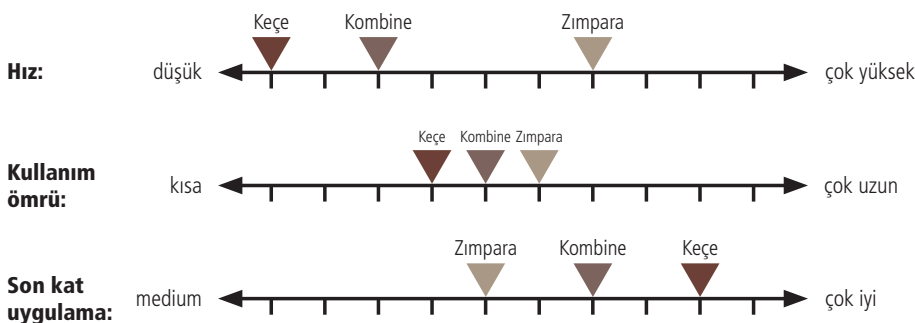 Keçe Kombine Zımpara
Hız: düşük çok yüksek
Keçe Kombine Zımpara
Kullanım
ömrü:
kısa çok uzun
Zımpara Kombine Keçe
Son kat
uygulama:
medium çok iyi